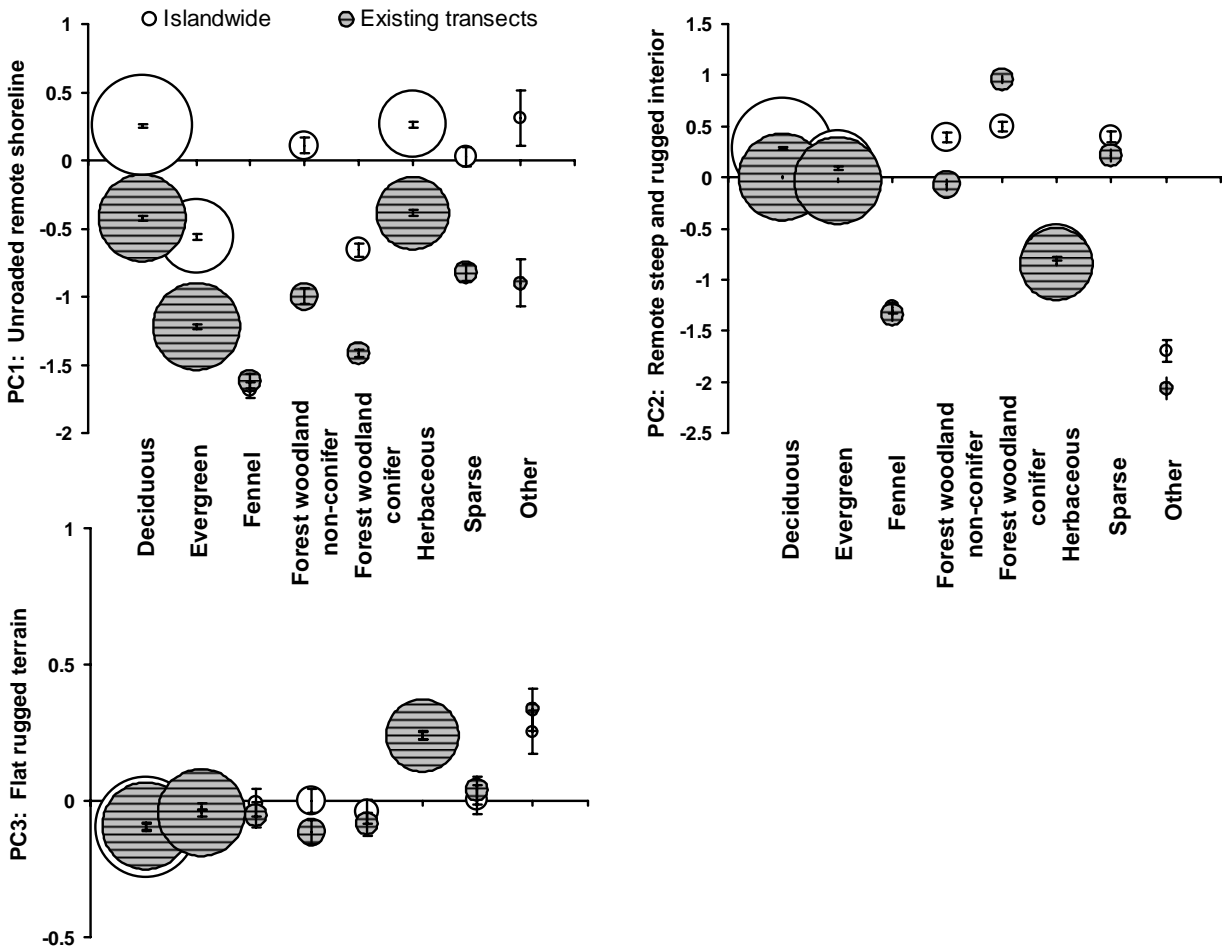 Islandwide
Existing transects
PC1: Unroaded remote shoreline
1
0.5
0
-0.5
-1
-1.5
-2
Deciduous
Evergreen
Fennel
Forest woodland
non-conifer
Forest woodland
conifer
Herbaceous
Sparse
Other
PC2: Remote steep and rugged interior
1.5
1
0.5
0
-0.5
-1
-1.5
-2
-2.5
Deciduous
Evergreen
Fennel
Forest woodland
non-conifer
Forest woodland
conifer
Herbaceous
Sparse
Other
PC3: Flat rugged terrain
1
0.5
0
-0.5